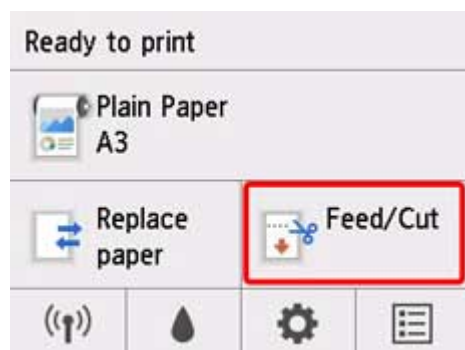 Ready to print
Plain Paper
A3
Replace
paper
Feed/Cut